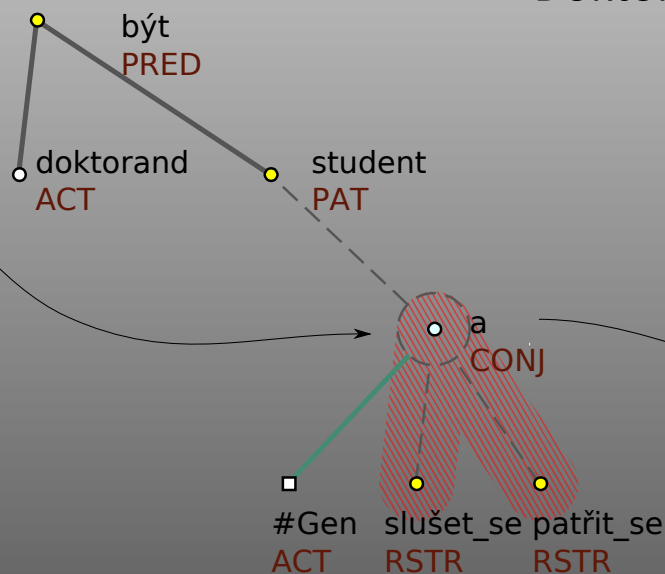 být
PRED
doktorand
ACT
student
PAT
a
CONJ
#Gen
ACT
slušet_se
RSTR
patřit_se
RSTR